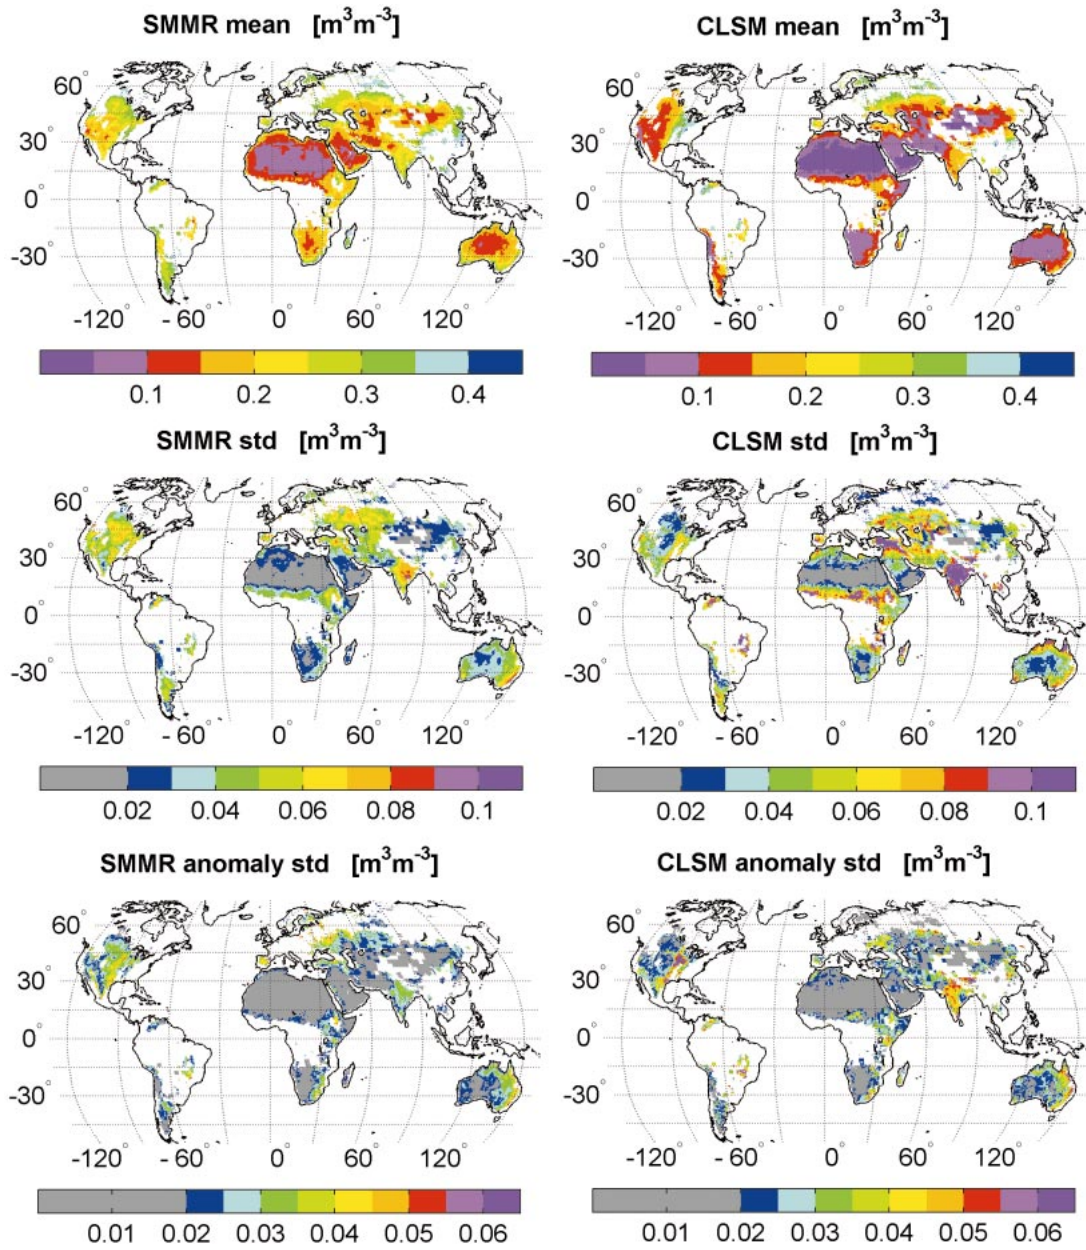 SMMR mean [m³m⁻³]
CLSM mean [m³m⁻³]
60°
30°
0°
-30°
-120° -60° 0° 60° 120°
0.1 0.2 0.3 0.4
60°
30°
0°
-30°
-120° -60° 0° 60° 120°
0.1 0.2 0.3 0.4
SMMR std [m³m⁻³]
CLSM std [m³m⁻³]
60°
30°
0°
-30°
-120° -60° 0° 60° 120°
0.02 0.04 0.06 0.08 0.1
60°
30°
0°
-30°
-120° -60° 0° 60° 120°
0.02 0.04 0.06 0.08 0.1
SMMR anomaly std [m³m⁻³]
CLSM anomaly std [m³m⁻³]
60°
30°
0°
-30°
-120° -60° 0° 60° 120°
0.01 0.02 0.03 0.04 0.05 0.06
60°
30°
0°
-30°
-120° -60° 0° 60° 120°
0.01 0.02 0.03 0.04 0.05 0.06